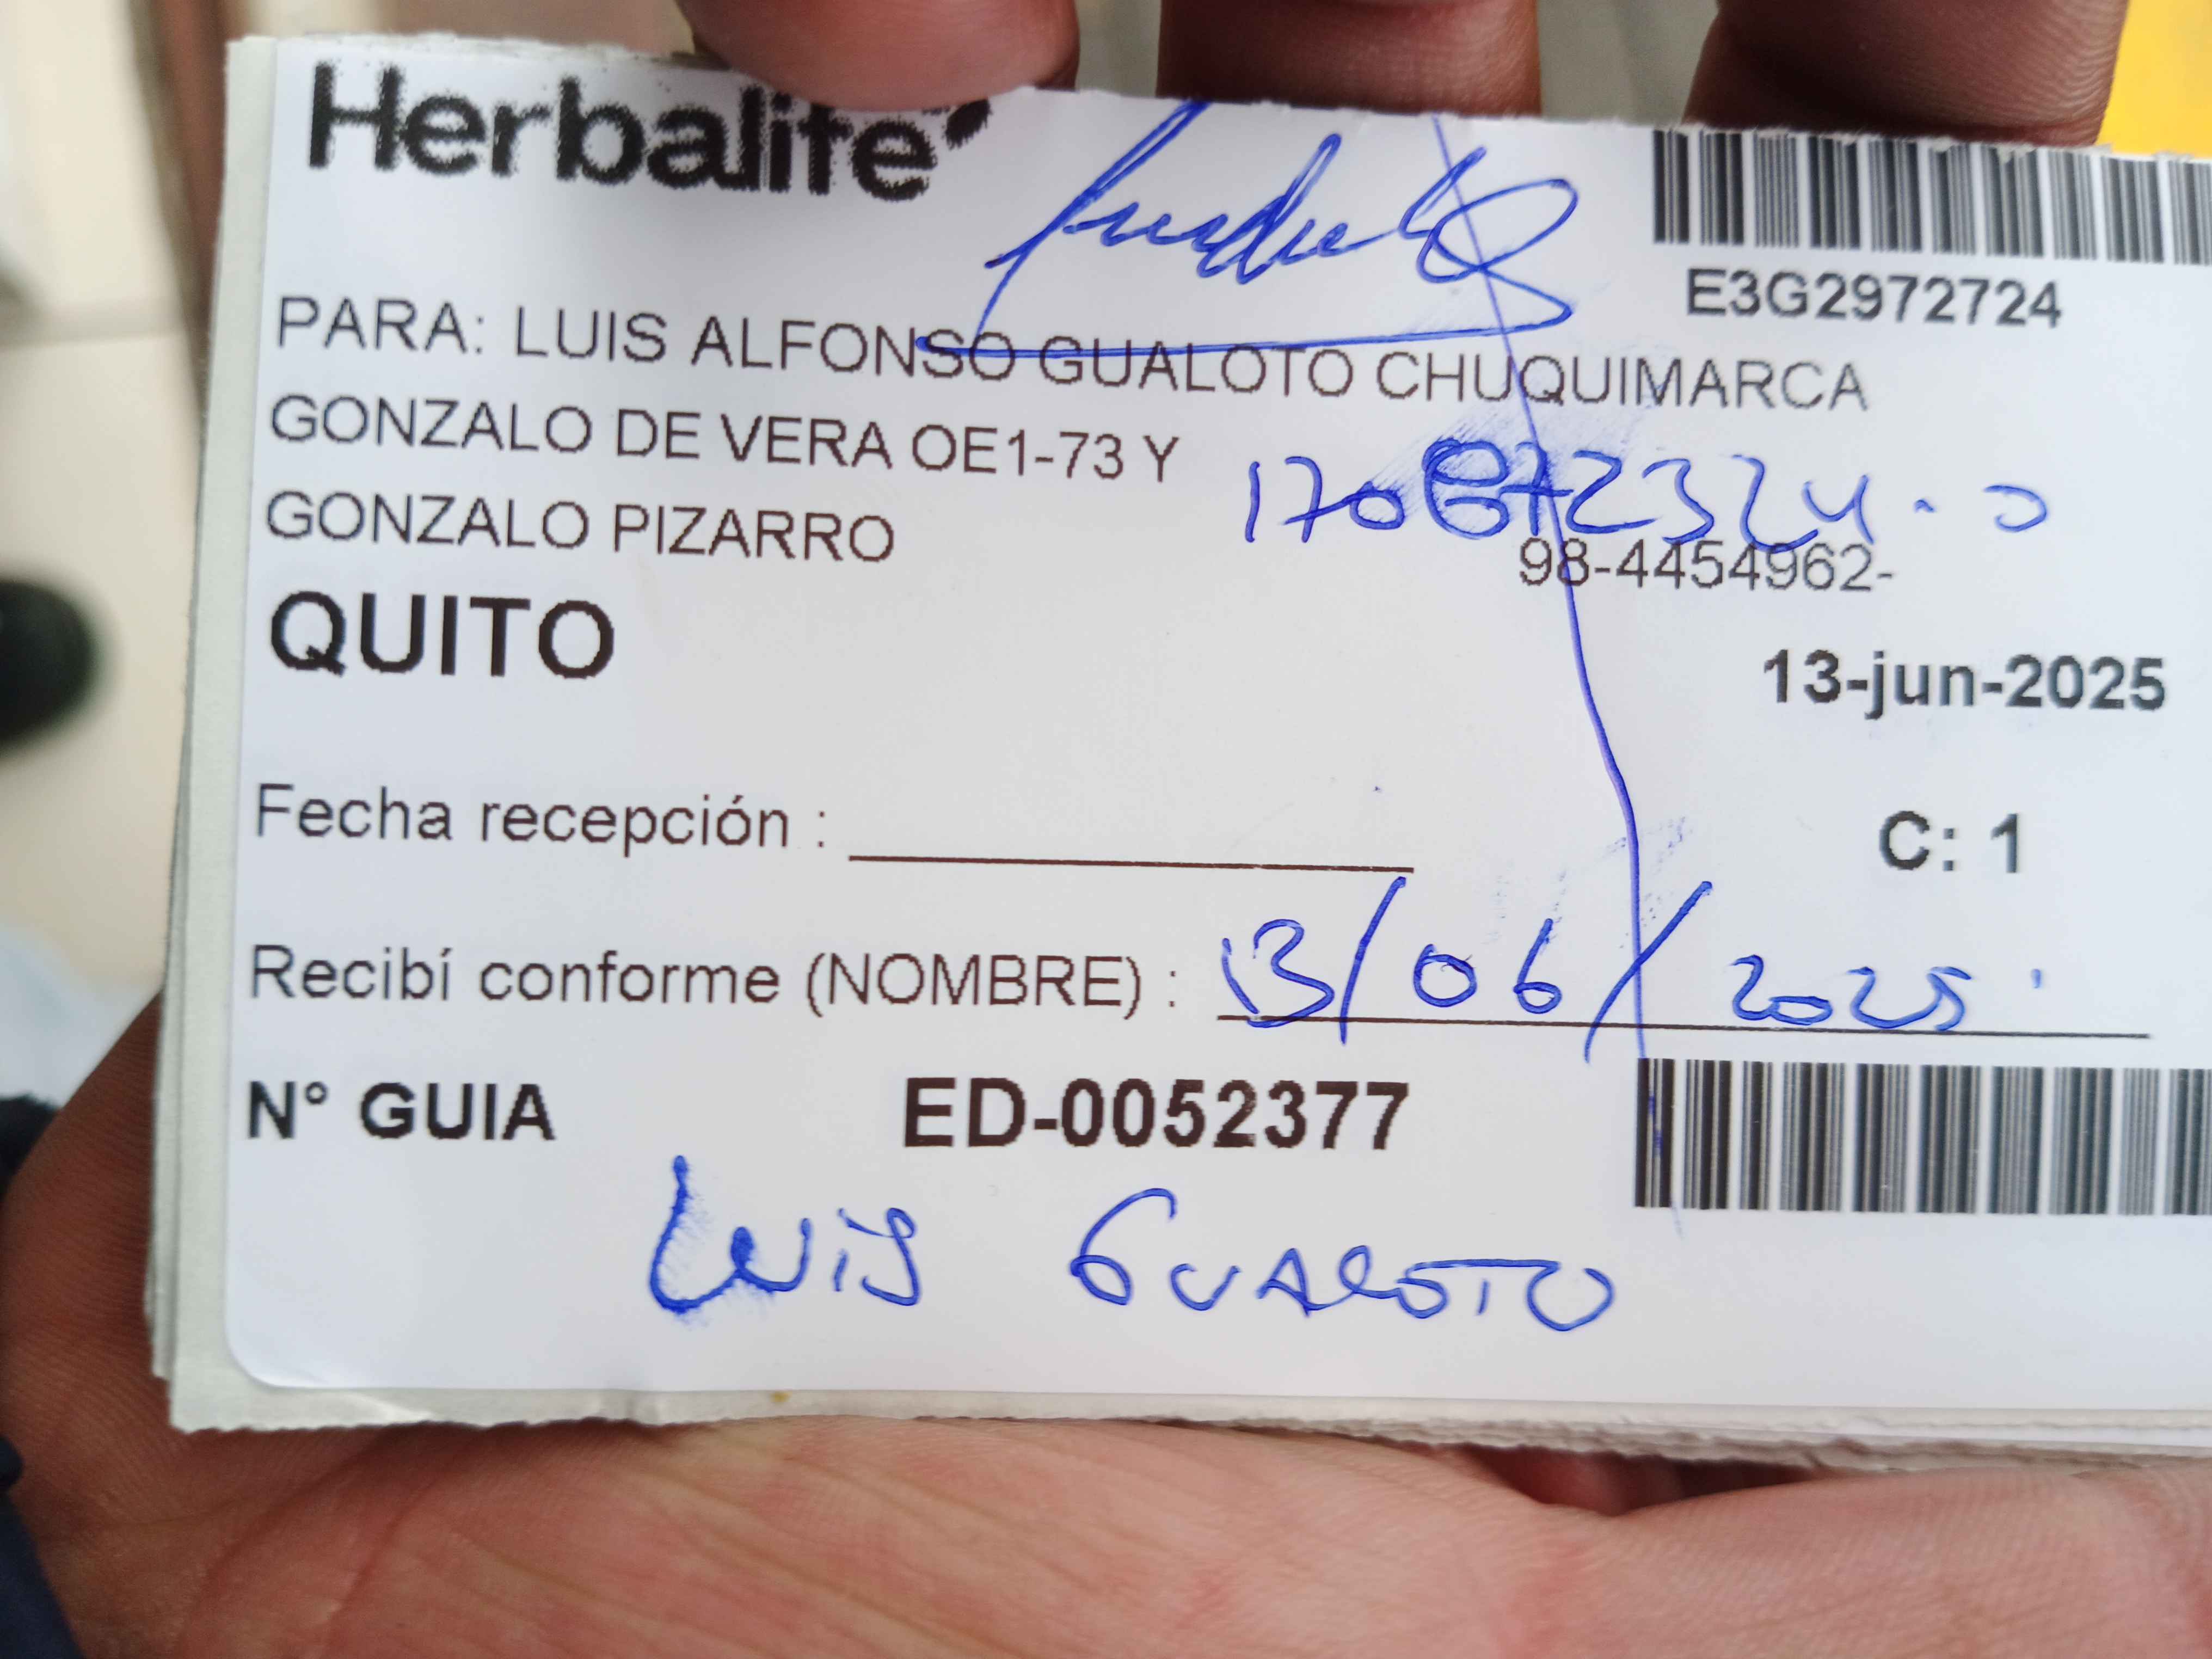 Herbalife
E3G2972724
PARA: LUIS ALFONSO GUALOTO CHUQUIMARCA
GONZALO DE VERA OE1-73 Y
GONZALO PIZARRO
98-4454962-
QUITO
13-jun-2025
Fecha recepción :
C: 1
Recibí conforme (NOMBRE) : 13/06/2025
N° GUIA ED-0052377
LUIS GUALOTO